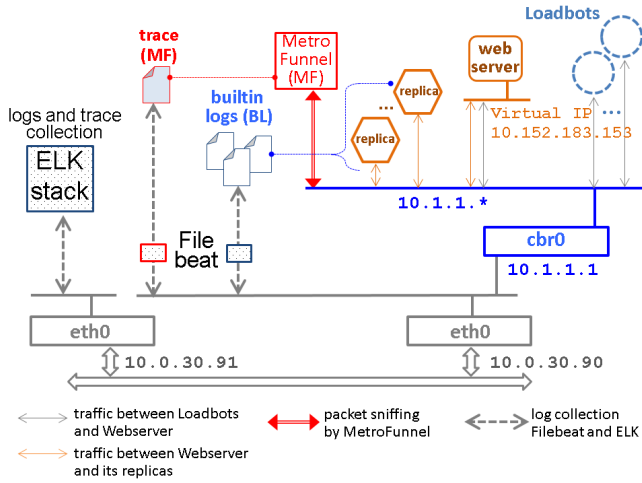 Loadbots
trace
(MF)
Metro
Funnel
(MF)
web
server
builtin
logs (BL)
replica
...
replica
Virtual IP ...
10.152.183.153
logs and trace
collection
ELK
stack
10.1.1.*
File
beat
cbr0
10.1.1.1
eth0
eth0
10.0.30.91
10.0.30.90
traffic between Loadbots
and Webserver
packet sniffing
by MetroFunnel
log collection
Filebeat and ELK
traffic between Webserver
and its replicas